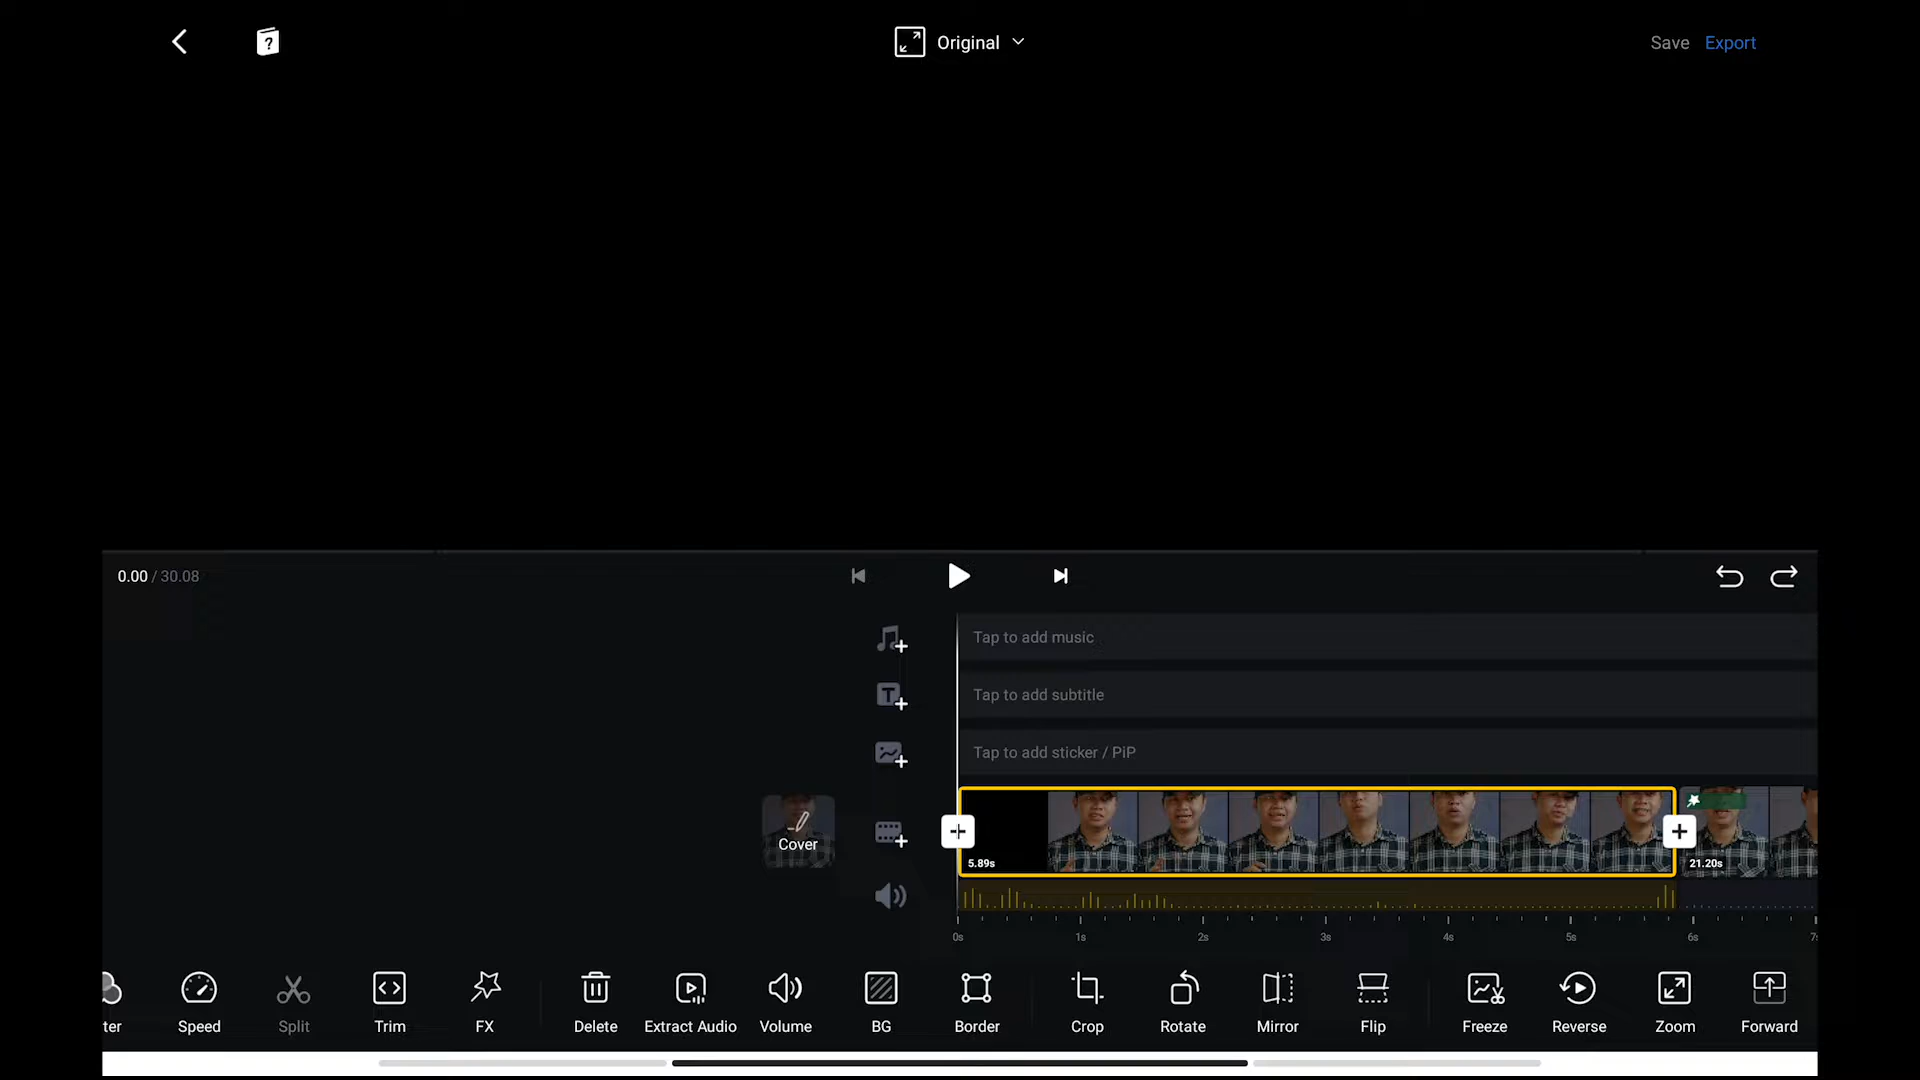 Original
Save Export
0.00 / 30.08
Tap to add music
Tap to add subtitle
Tap to add sticker / PiP
Cover
5.89s
21.20s
0s 1s 2s 3s 4s 5s 6s 7s
ter Speed Split Trim FX Delete Extract Audio Volume BG Border Crop Rotate Mirror Flip Freeze Reverse Zoom Forward